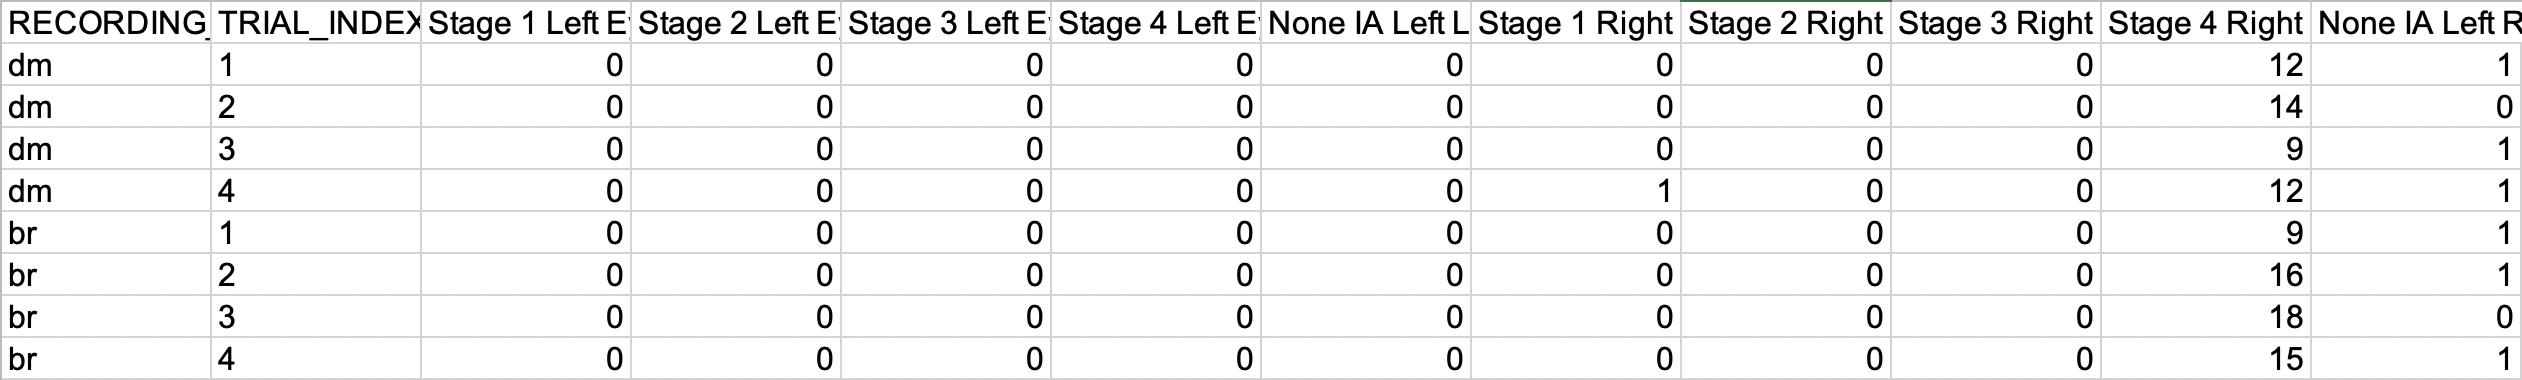 RECORDING_ TRIAL_INDEX Stage 1 Left E Stage 2 Left E Stage 3 Left E Stage 4 Left E None IA Left L Stage 1 Right Stage 2 Right Stage 3 Right Stage 4 Right None IA Left R
dm 1 0 0 0 0 0 0 0 0 12 1
dm 2 0 0 0 0 0 0 0 0 14 0
dm 3 0 0 0 0 0 0 0 0 9 1
dm 4 0 0 0 0 0 1 0 0 12 1
br 1 0 0 0 0 0 0 0 0 9 1
br 2 0 0 0 0 0 0 0 0 16 1
br 3 0 0 0 0 0 0 0 0 18 0
br 4 0 0 0 0 0 0 0 0 15 1